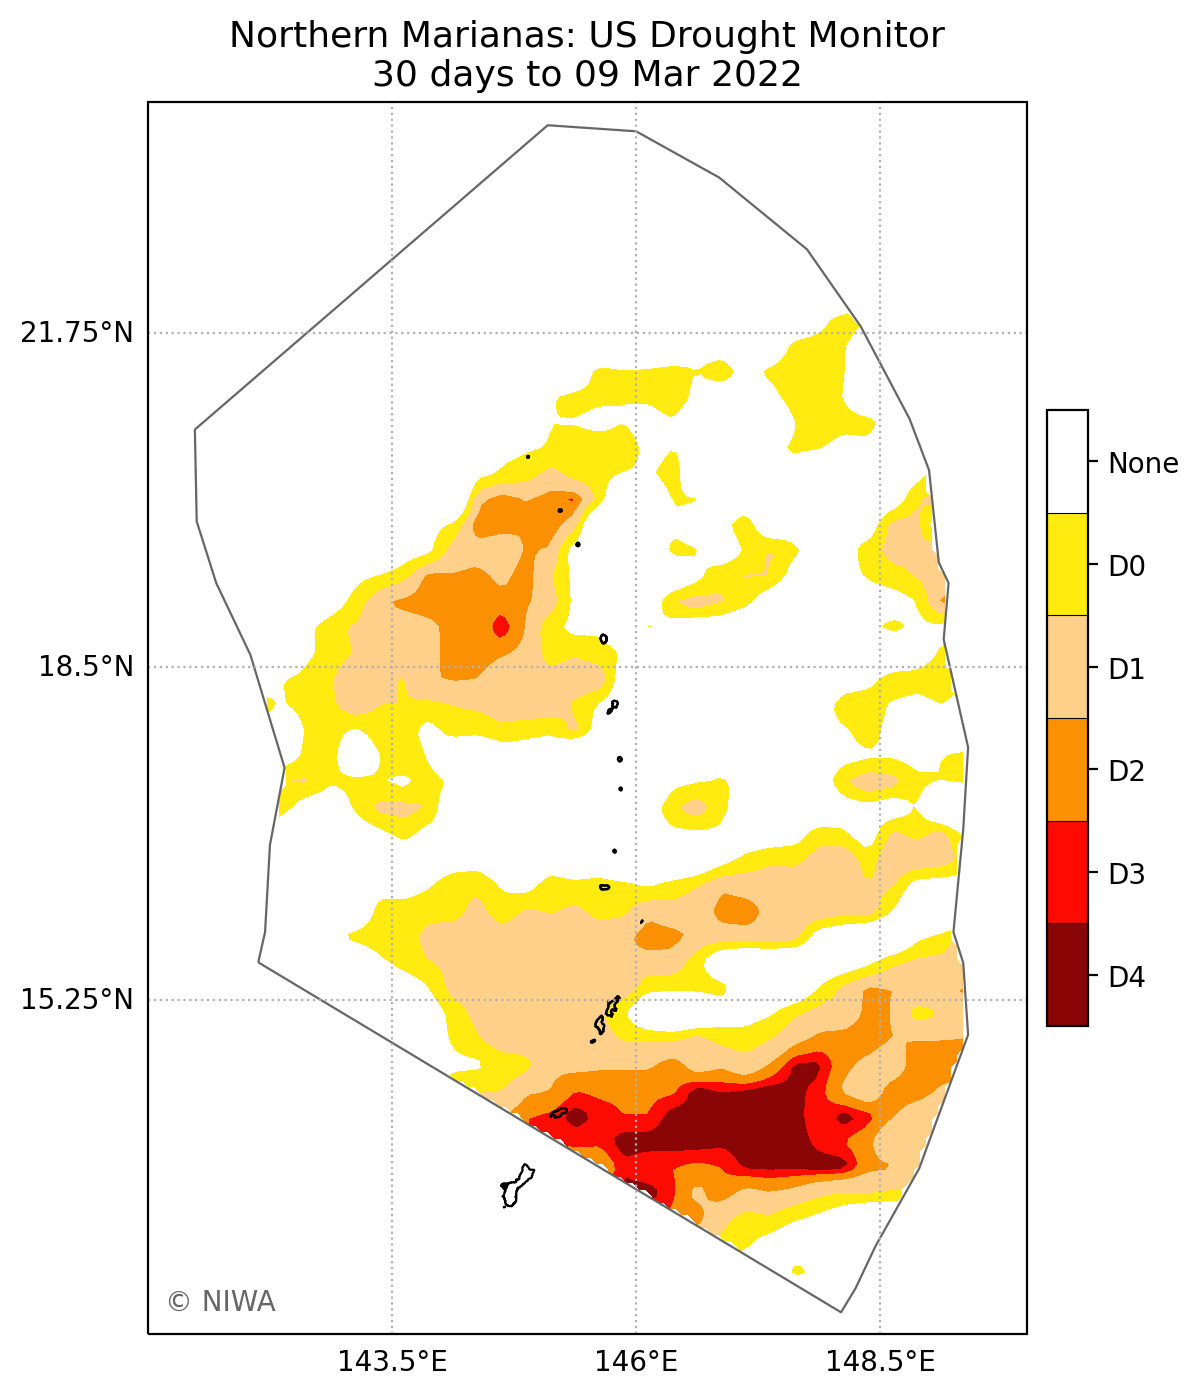 Northern Marianas: US Drought Monitor
30 days to 09 Mar 2022
21.75°N
18.5°N
15.25°N
143.5°E
146°E
148.5°E
None
D0
D1
D2
D3
D4
© NIWA